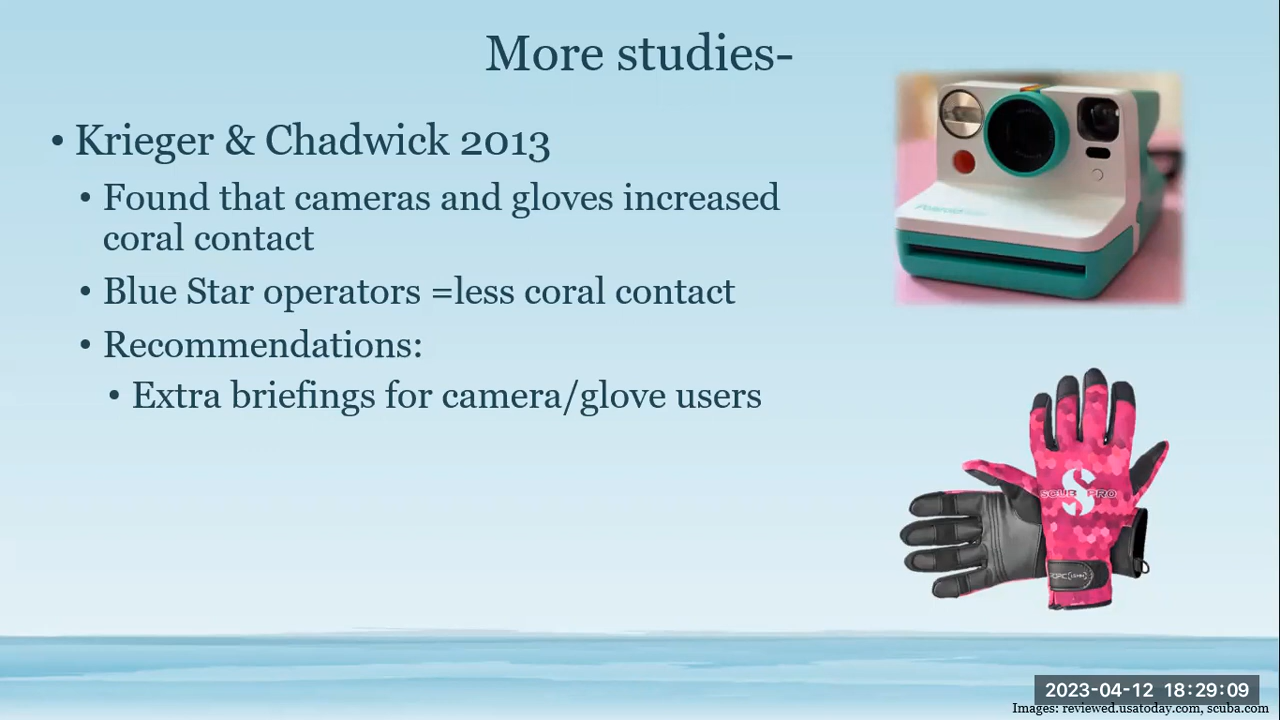 More studies-
• Krieger & Chadwick 2013
• Found that cameras and gloves increased
coral contact
• Blue Star operators =less coral contact
• Recommendations:
• Extra briefings for camera/glove users
SCUBAPRO
2023-04-12 18:29:09
Images: reviewed.usatoday.com, scuba.com